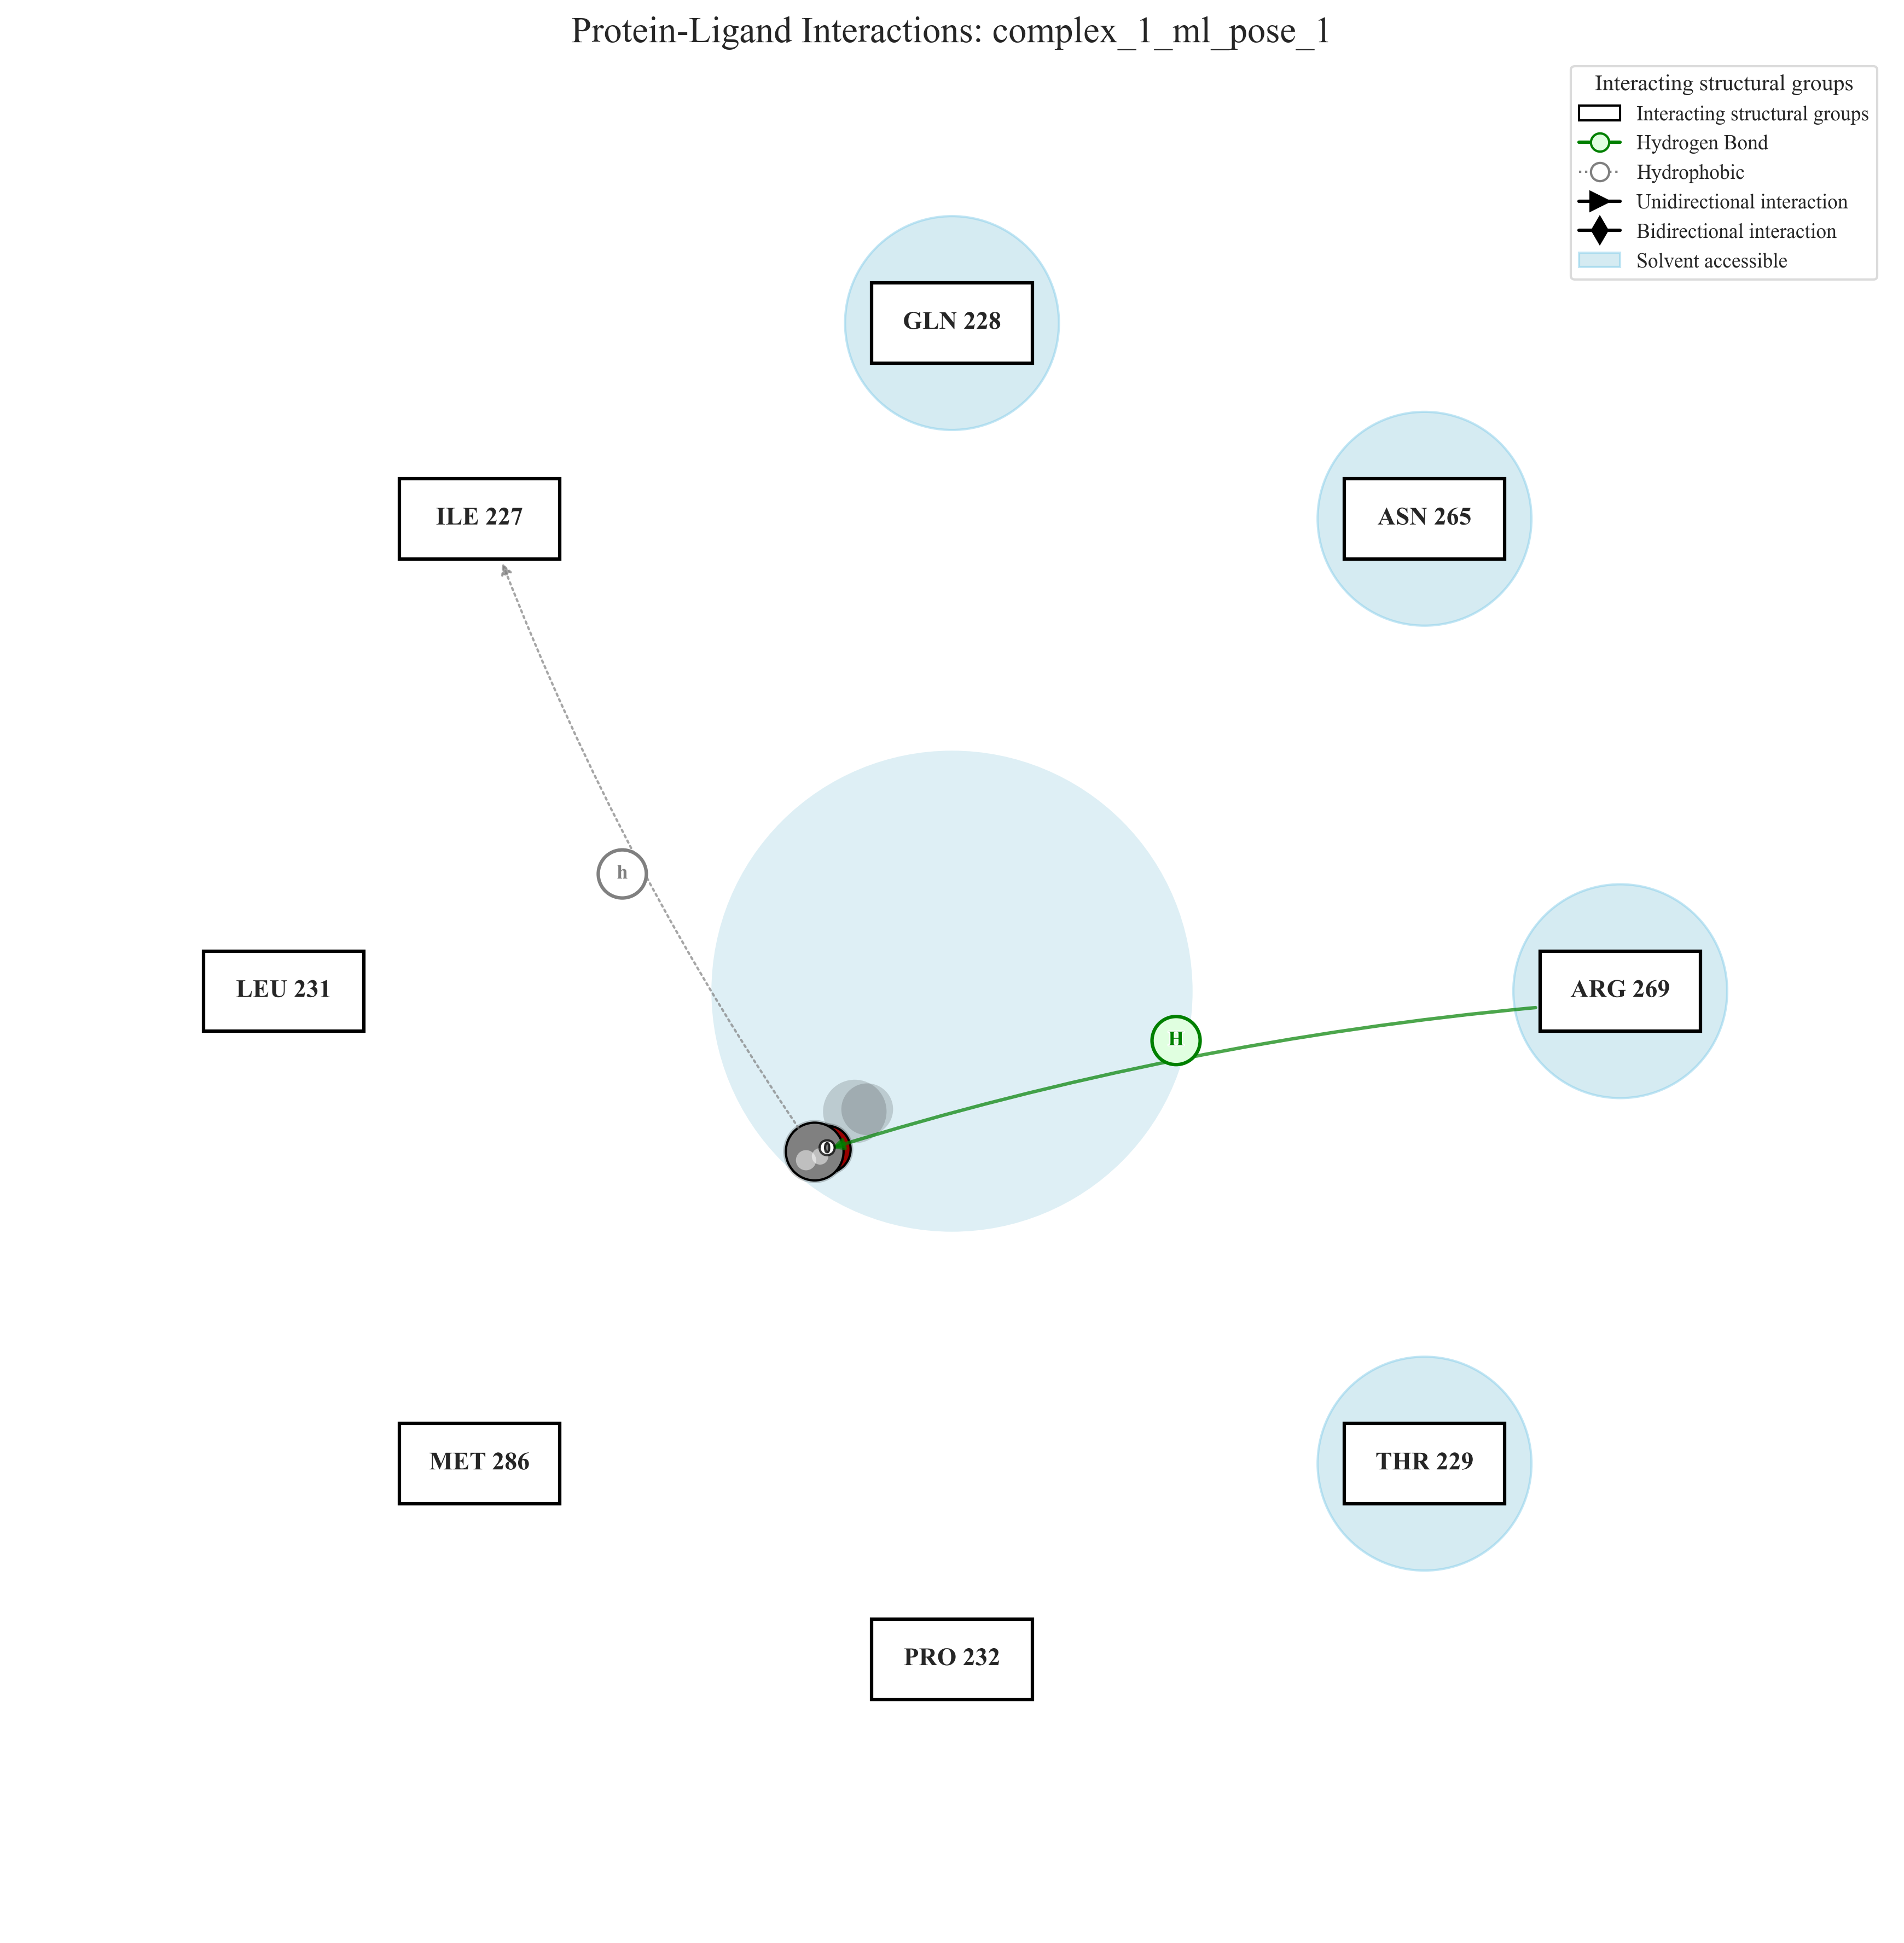 Protein-Ligand Interactions: complex_1_ml_pose_1
Interacting structural groups
Interacting structural groups
Hydrogen Bond
Hydrophobic
Unidirectional interaction
Bidirectional interaction
Solvent accessible
GLN 228
ILE 227
ASN 265
h
LEU 231
ARG 269
H
0
MET 286
THR 229
PRO 232